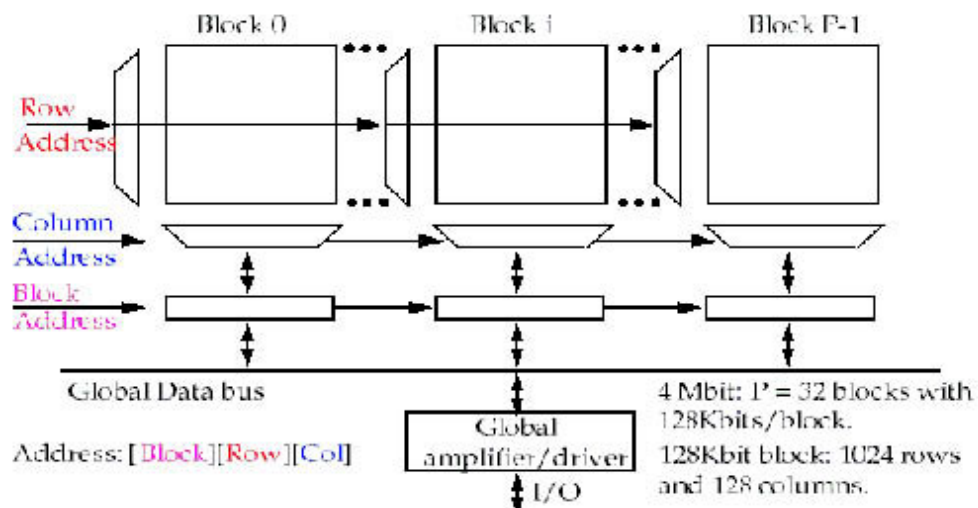 Block 0
Block i
Block P-1
Row
Address
Column
Address
Block
Address
Global Data bus
4 Mbit: P = 32 blocks with
128Kbits/block.
Global
amplifier/driver
Address: [Block][Row][Col]
128Kbit block: 1024 rows
and 128 columns.
I/O